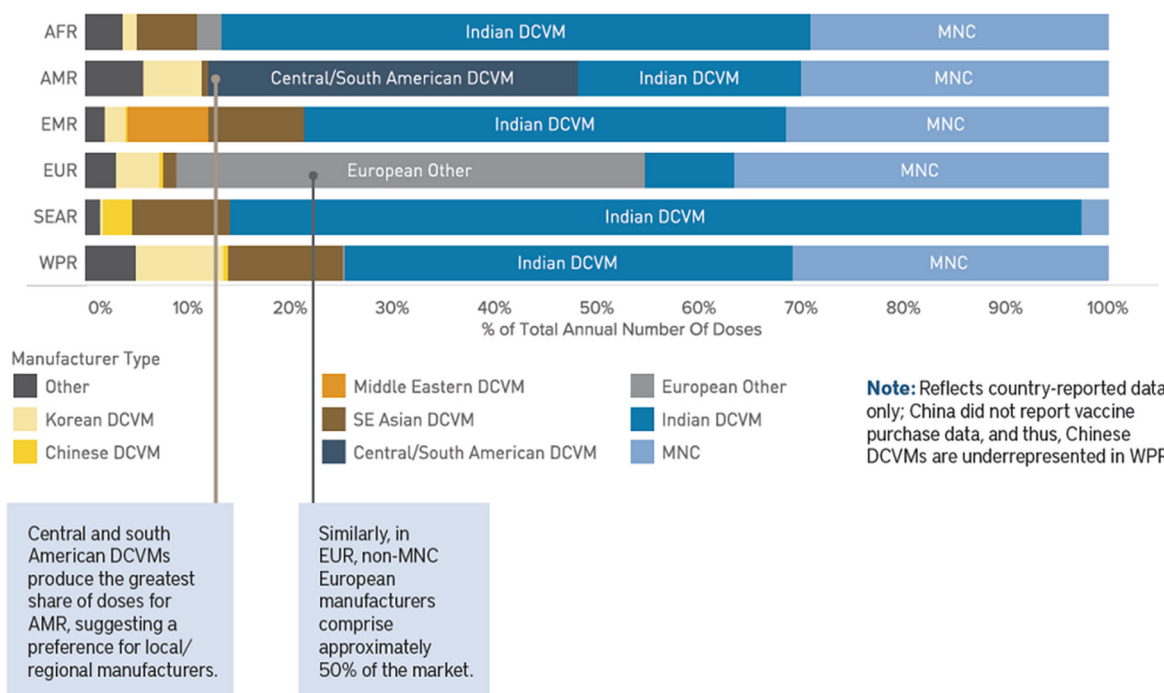 AFR
Indian DCVM
MNC
AMR
Central/South American DCVM
Indian DCVM
MNC
EMR
Indian DCVM
MNC
EUR
European Other
MNC
SEAR
Indian DCVM
WPR
Indian DCVM
MNC
0% 10% 20% 30% 40% 50% 60% 70% 80% 90% 100%
% of Total Annual Number Of Doses
Manufacturer Type
Other
Korean DCVM
Chinese DCVM
Middle Eastern DCVM
SE Asian DCVM
Central/South American DCVM
European Other
Indian DCVM
MNC
Note: Reflects country-reported data
only; China did not report vaccine
purchase data, and thus, Chinese
DCVMs are underrepresented in WPR
Central and south
American DCVMs
produce the greatest
share of doses for
AMR, suggesting a
preference for local/
regional manufacturers.
Similarly, in
EUR, non-MNC
European
manufacturers
comprise
approximately
50% of the market.